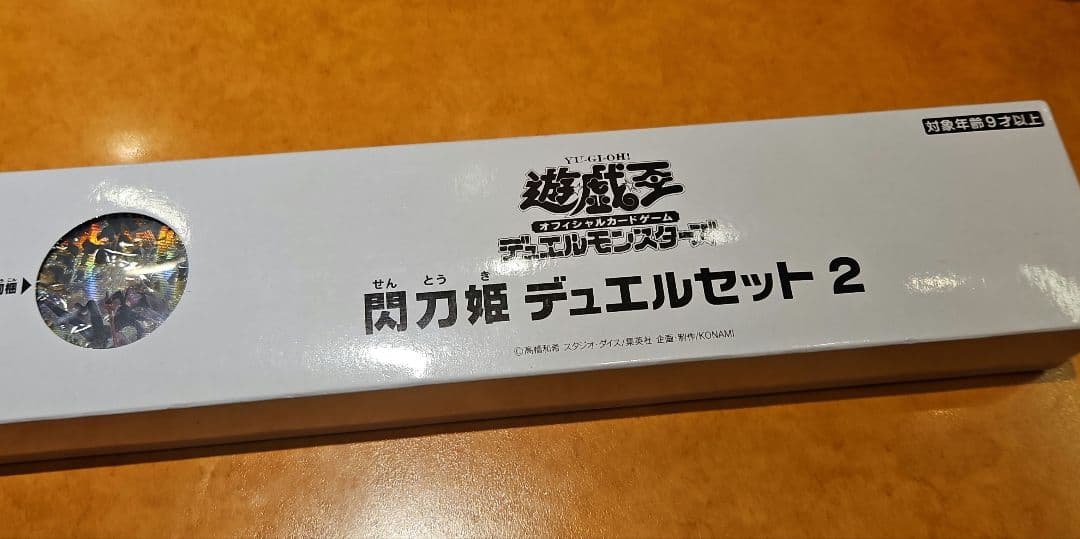 対象年齢9才以上
YU-GI-OH!
遊戯王
オフィシャルカードゲーム
デュエルモンスターズ
せんとうき
閃刀姫 デュエルセット 2
©高橋和希 スタジオ・ダイス/集英社 企画・制作/KONAMI